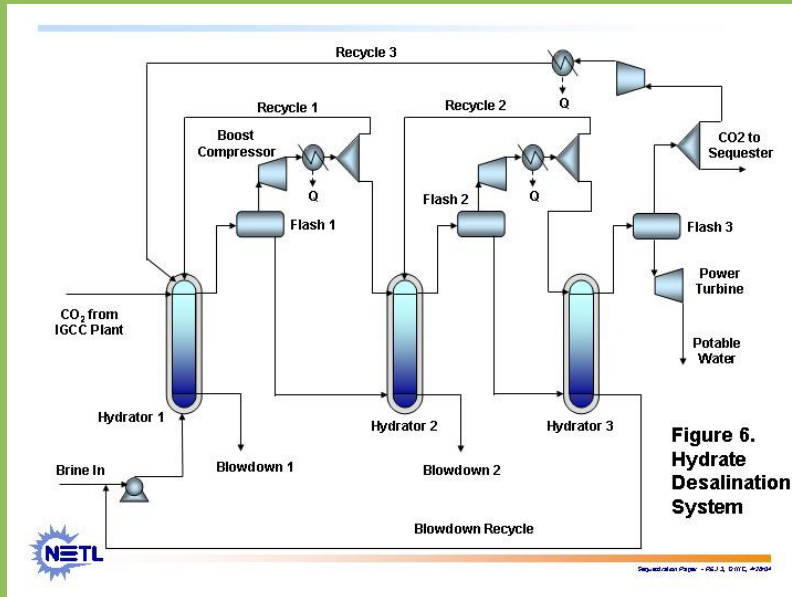 Recycle 3
Recycle 1
Recycle 2
Q
Boost
Compressor
CO2 to
Sequester
Q
Flash 2
Q
Flash 1
Flash 3
Power
Turbine
CO₂ from
IGCC Plant
Potable
Water
Hydrator 1
Hydrator 2
Hydrator 3
Figure 6.
Hydrate
Desalination
System
Brine In
Blowdown 1
Blowdown 2
Blowdown Recycle
NETL